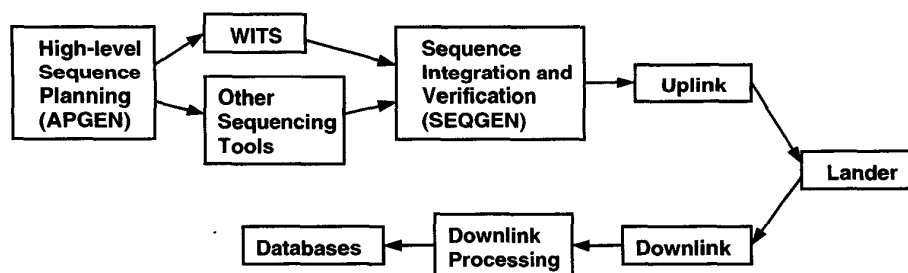 High-level
Sequence
Planning
(APGEN)
WITS
Other
Sequencing
Tools
Sequence
Integration and
Verification
(SEQGEN)
Uplink
Lander
Downlink
Downlink
Processing
Databases